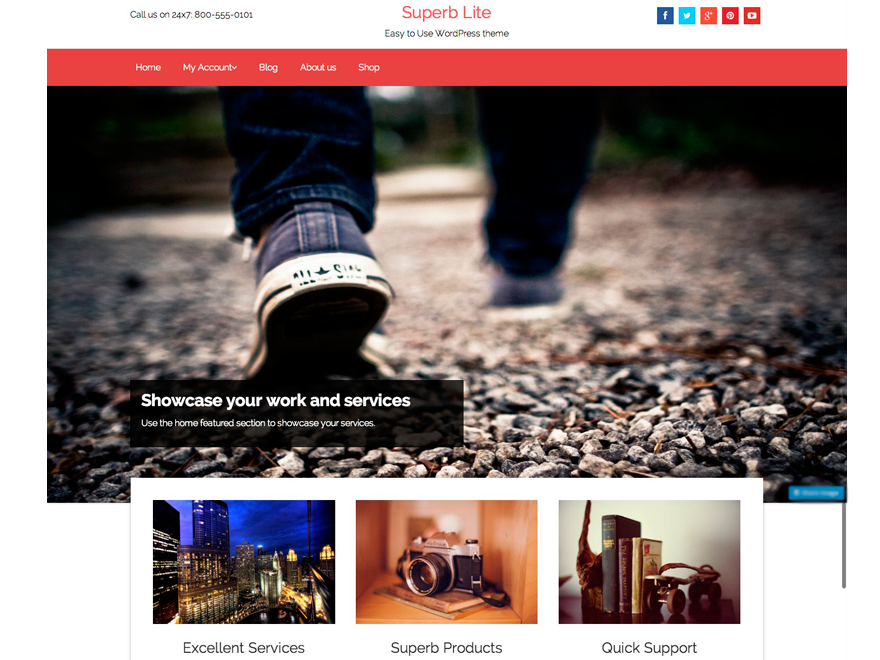 Call us on 24x7: 800-555-0101
Superb Lite
Easy to Use WordPress theme
Home My Account Blog About us Shop
ALL STAR
Showcase your work and services
Use the home featured section to showcase your services.
Excellent Services Superb Products Quick Support